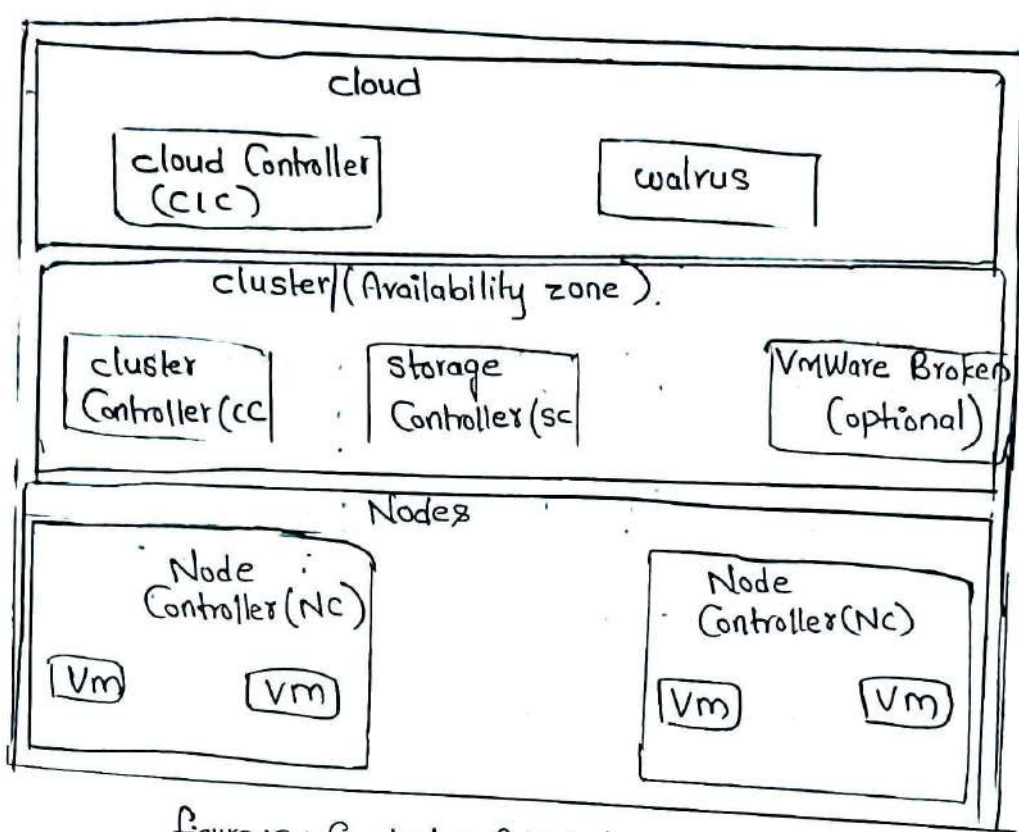 cloud
cloud Controller
(CLC)
walrus
cluster/(Availability zone).
cluster
Controller(CC
storage
Controller(SC
VMWare Broker
(optional)
Nodes
Node
Controller(NC)
Vm
Vm
Node
Controller(NC)
Vm
Vm